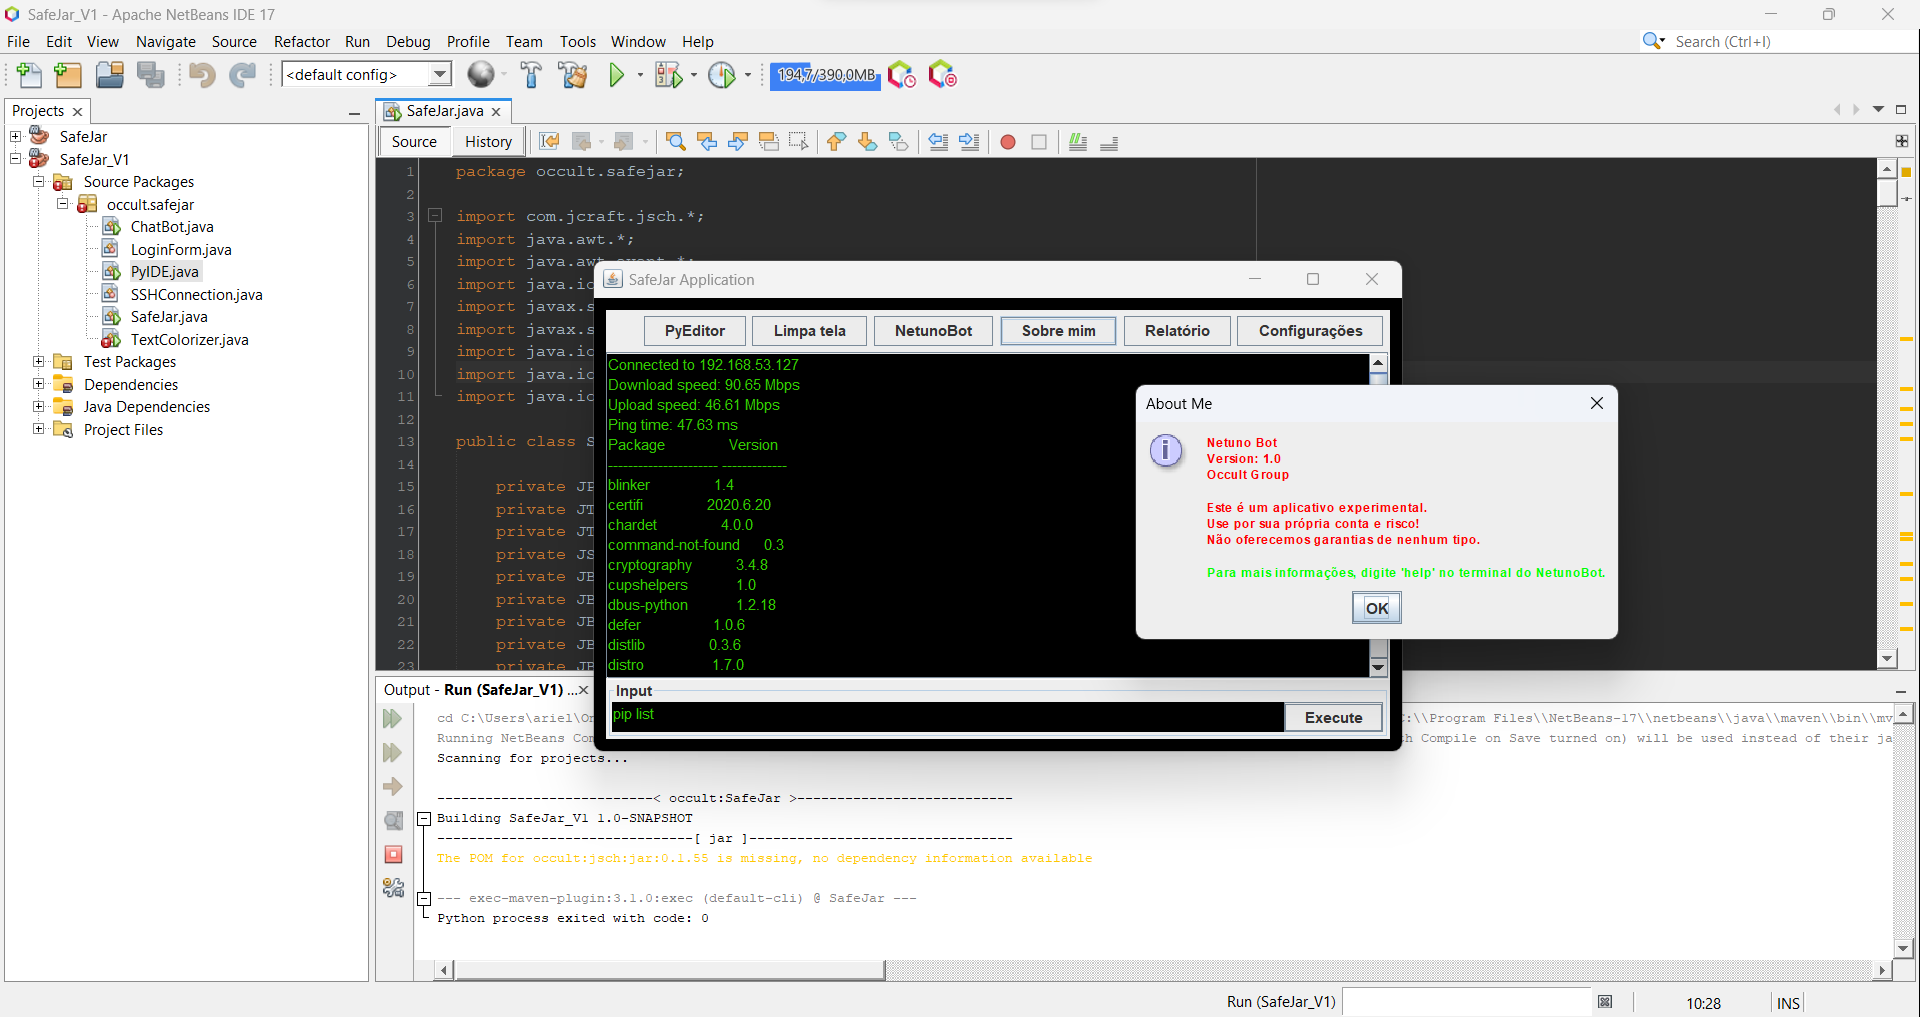 SafeJar_V1 - Apache NetBeans IDE 17
File Edit View Navigate Source Refactor Run Debug Profile Team Tools Window Help
Search (Ctrl+I)
<default config>
194,7/390,0MB
Projects
SafeJar
SafeJar_V1
Source Packages
occult.safejar
ChatBot.java
LoginForm.java
PyIDE.java
SSHConnection.java
SafeJar.java
TextColorizer.java
Test Packages
Dependencies
Java Dependencies
Project Files
SafeJar.java
Source History
1 package occult.safejar;
2
3 import com.jcraft.jsch.*;
4 import java.awt.*;
5 import java.awt.event.*;
6 import java.io
7 import javax.s
8 import javax.s
9 import java.io
10 import java.io
11 import java.io
12
13 public class S
14
15 private JP
16 private JT
17 private JT
18 private JS
19 private JB
20 private JB
21 private JB
22 private JB
23 private JB
SafeJar Application
PyEditor Limpa tela NetunoBot Sobre mim Relatório Configurações
Connected to 192.168.53.127
Download speed: 90.65 Mbps
Upload speed: 46.61 Mbps
Ping time: 47.63 ms
Package Version
---------------------- -------------
blinker 1.4
certifi 2020.6.20
chardet 4.0.0
command-not-found 0.3
cryptography 3.4.8
cupshelpers 1.0
dbus-python 1.2.18
defer 1.0.6
distlib 0.3.6
distro 1.7.0
Input
pip list
Execute
About Me
Netuno Bot
Version: 1.0
Occult Group
Este é um aplicativo experimental.
Use por sua própria conta e risco!
Não oferecemos garantias de nenhum tipo.
Para mais informações, digite 'help' no terminal do NetunoBot.
OK
Output - Run (SafeJar_V1) ...
cd C:\Users\ariel\On :\\Program Files\\NetBeans-17\\netbeans\\java\\maven\\bin\\mv
Running NetBeans Com h Compile on Save turned on) will be used instead of their ja
Scanning for projects...
---------------------------< occult:SafeJar >---------------------------
Building SafeJar_V1 1.0-SNAPSHOT
--------------------------------[ jar ]---------------------------------
The POM for occult:jsch:jar:0.1.55 is missing, no dependency information available
--- exec-maven-plugin:3.1.0:exec (default-cli) @ SafeJar ---
Python process exited with code: 0
Run (SafeJar_V1)
10:28
INS